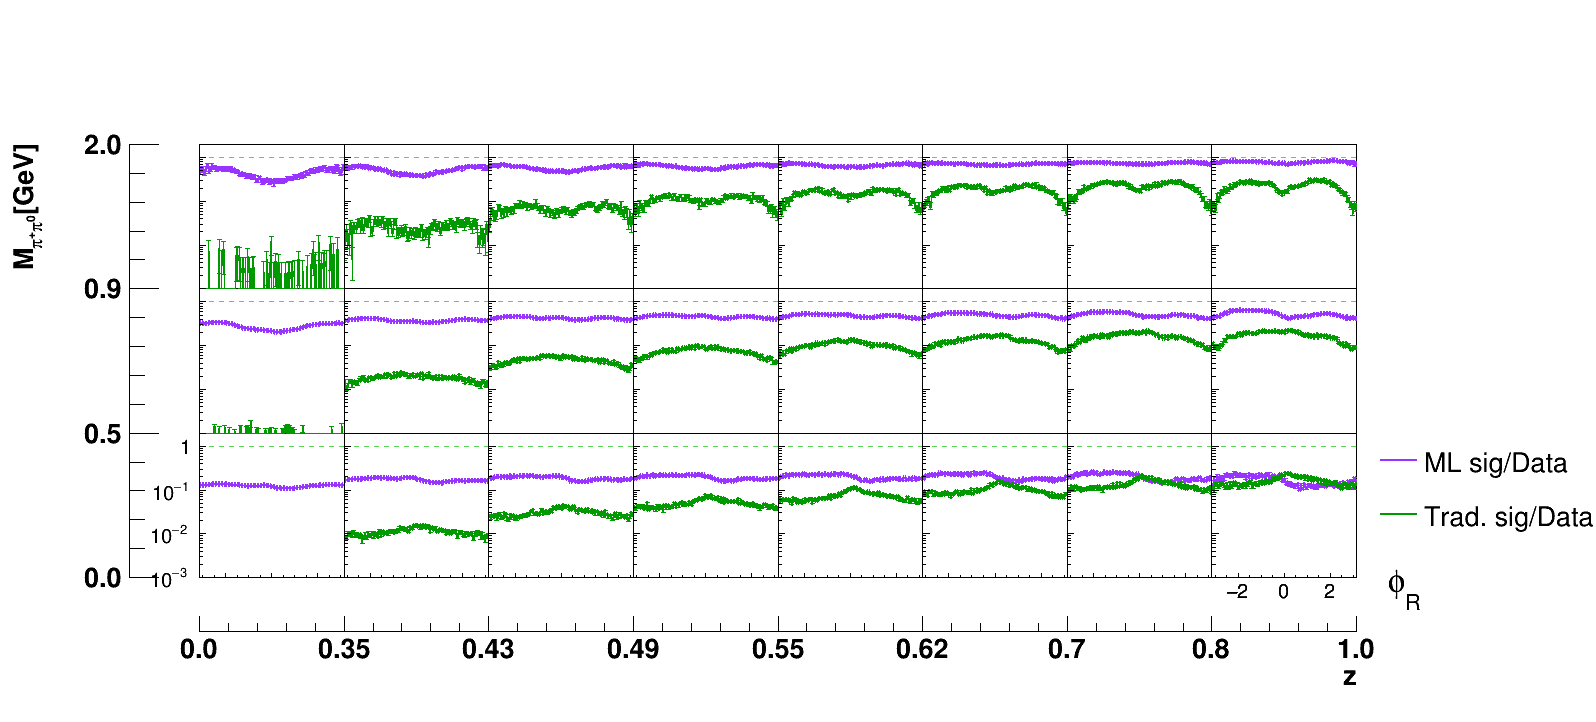 M π⁺π⁰ [GeV]
2.0
0.9
0.5
0.0
1
10⁻¹
10⁻²
10⁻³
ML sig/Data
Trad. sig/Data
−2 0 2
ϕR
0.0 0.35 0.43 0.49 0.55 0.62 0.7 0.8 1.0
z